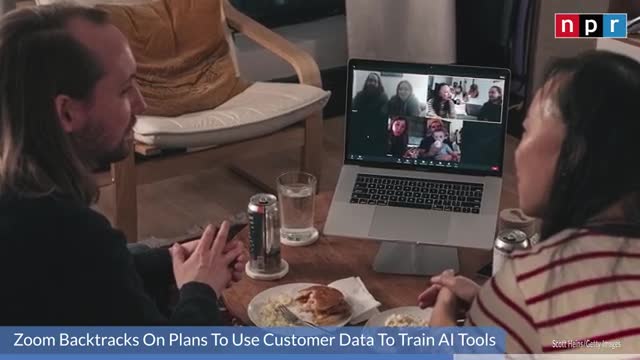 npr
Zoom Backtracks On Plans To Use Customer Data To Train AI Tools
Scott Heins/Getty Images